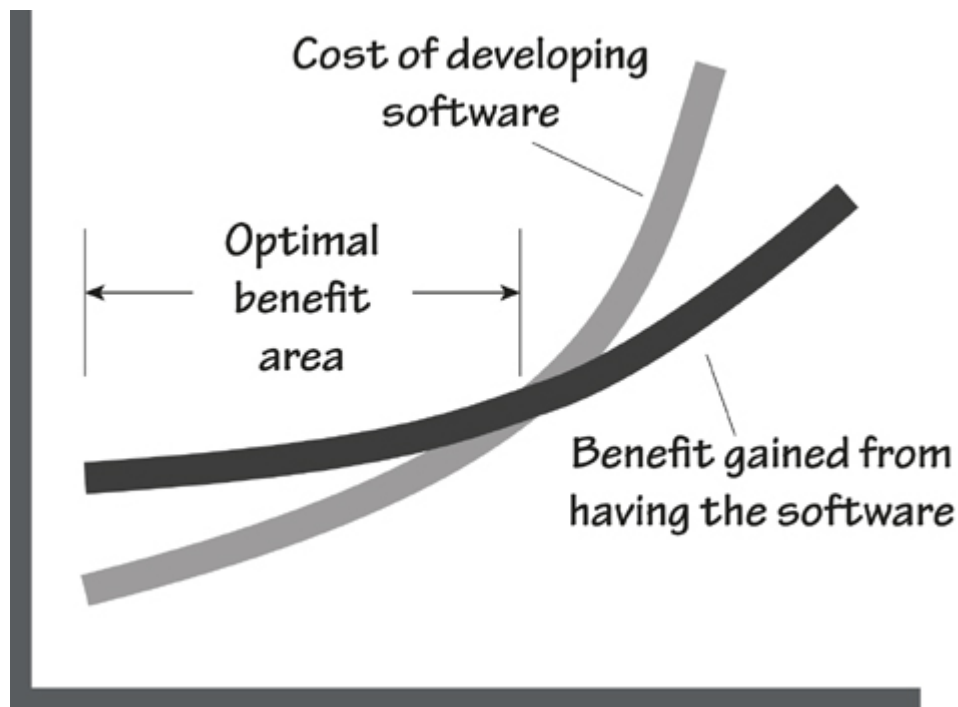 Cost of developing
software
Optimal
benefit
area
Benefit gained from
having the software